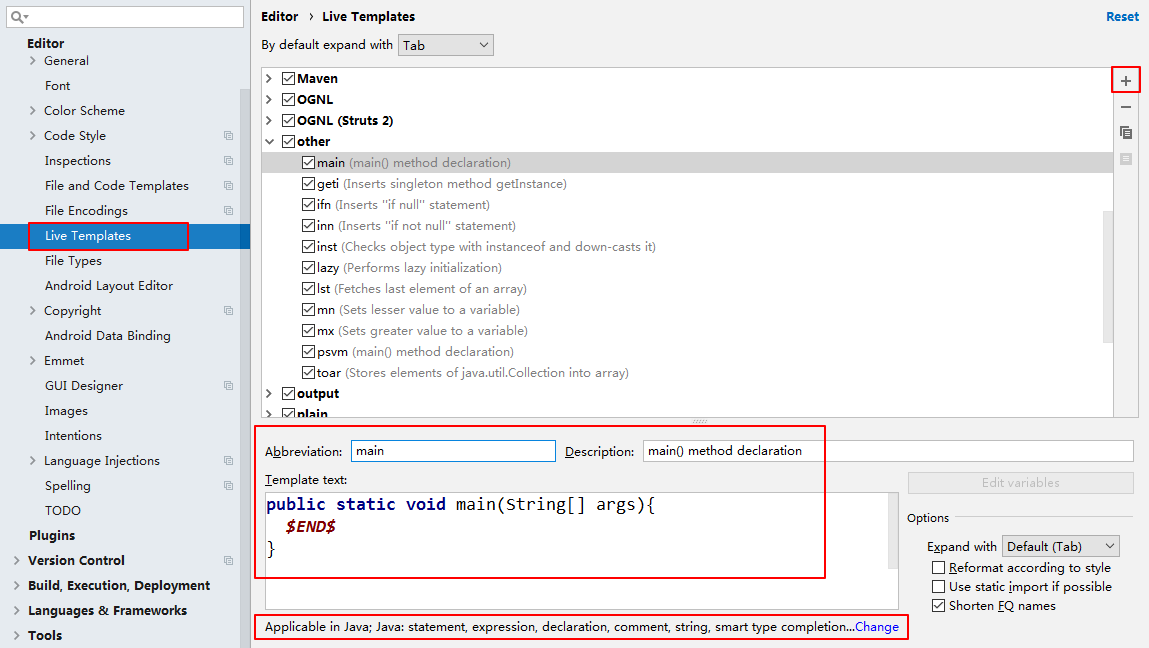 Editor
General
Font
Color Scheme
Code Style
Inspections
File and Code Templates
File Encodings
Live Templates
File Types
Android Layout Editor
Copyright
Android Data Binding
Emmet
GUI Designer
Images
Intentions
Language Injections
Spelling
TODO
Plugins
Version Control
Build, Execution, Deployment
Languages & Frameworks
Tools
Editor › Live Templates
Reset
By default expand with Tab
Maven
OGNL
OGNL (Struts 2)
other
main (main() method declaration)
geti (Inserts singleton method getInstance)
ifn (Inserts "if null" statement)
inn (Inserts "if not null" statement)
inst (Checks object type with instanceof and down-casts it)
lazy (Performs lazy initialization)
lst (Fetches last element of an array)
mn (Sets lesser value to a variable)
mx (Sets greater value to a variable)
psvm (main() method declaration)
toar (Stores elements of java.util.Collection into array)
output
plain
Abbreviation: main Description: main() method declaration
Template text:
public static void main(String[] args){
$END$
}
Edit variables
Options
Expand with Default (Tab)
Reformat according to style
Use static import if possible
Shorten FQ names
Applicable in Java; Java: statement, expression, declaration, comment, string, smart type completion...Change